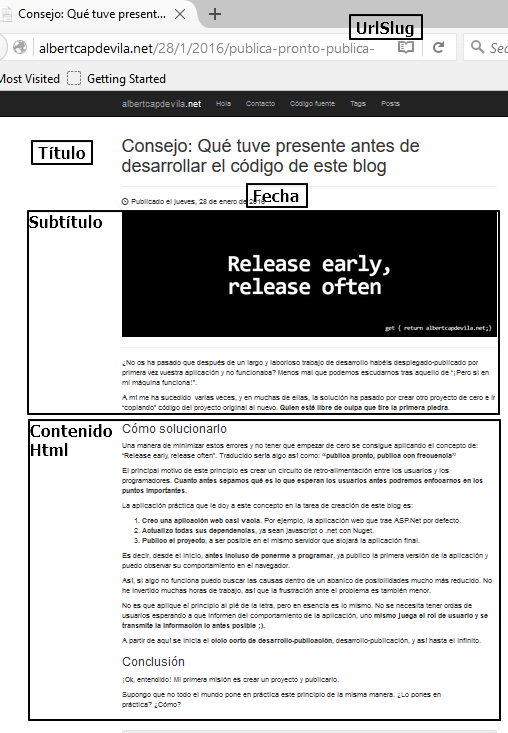 Consejo: Qué tuve present...
UrlSlug
albertcapdevila.net/28/1/2016/publica-pronto-publica-
Most Visited Getting Started
albertcapdevila.net Hola Contacto Código fuente Tags Posts
Título
Consejo: Qué tuve presente antes de
desarrollar el código de este blog
Fecha
Publicado el jueves, 28 de enero de 2016
Subtítulo
Release early,
release often
get { return albertcapdevila.net;}
¿No os ha pasado que después de un largo y laborioso trabajo de desarrollo habéis desplegado-publicado por
primera vez vuestra aplicación y no funcionaba? Menos mal que podemos escudarnos tras aquello de "¡Pero si en
mi máquina funciona!".
A mí me ha sucedido varias veces, y en muchas de ellas, la solución ha pasado por crear otro proyecto de cero e ir
"copiando" código del proyecto original al nuevo. Quien esté libre de culpa que tire la primera piedra.
Contenido
Html
Cómo solucionarlo
Una manera de minimizar estos errores y no tener que empezar de cero se consigue aplicando el concepto de:
"Release early, release often". Traducido sería algo así como: "publica pronto, publica con frecuencia"
El principal motivo de este principio es crear un circuito de retro-alimentación entre los usuarios y los
programadores. Cuanto antes sepamos qué es lo que esperan los usuarios antes podremos enfocarnos en los
puntos importantes.
La aplicación práctica que le doy a este concepto en la tarea de creación de este blog es:
1. Creo una aplicación web casi vacía. Por ejemplo, la aplicación web que trae ASP.Net por defecto.
2. Actualizo todas sus dependencias, ya sean javascript o .net con Nuget.
3. Publico el proyecto, a ser posible en el mismo servidor que alojará la aplicación final.
Es decir, desde el inicio, antes incluso de ponerme a programar, ya publico la primera versión de la aplicación y
puedo observar su comportamiento en el navegador.
Así, si algo no funciona puedo buscar las causas dentro de un abanico de posibilidades mucho más reducido. No
he invertido muchas horas de trabajo, así que la frustración ante el problema es también menor.
No es que aplique el principio al pié de la letra, pero en esencia es lo mismo. No se necesita tener ordas de
usuarios esperando a que informen del comportamiento de la aplicación, uno mismo juega el rol de usuario y se
transmite la información lo antes posible ;).
A partir de aquí se inicia el ciclo corto de desarrollo-publicación, desarrollo-publicación, y así hasta el infinito.
Conclusión
¡Ok, entendido! Mi primera misión es crear un proyecto y publicarlo.
Supongo que no todo el mundo pone en práctica este principio de la misma manera. ¿Lo pones en
práctica? ¿Cómo?